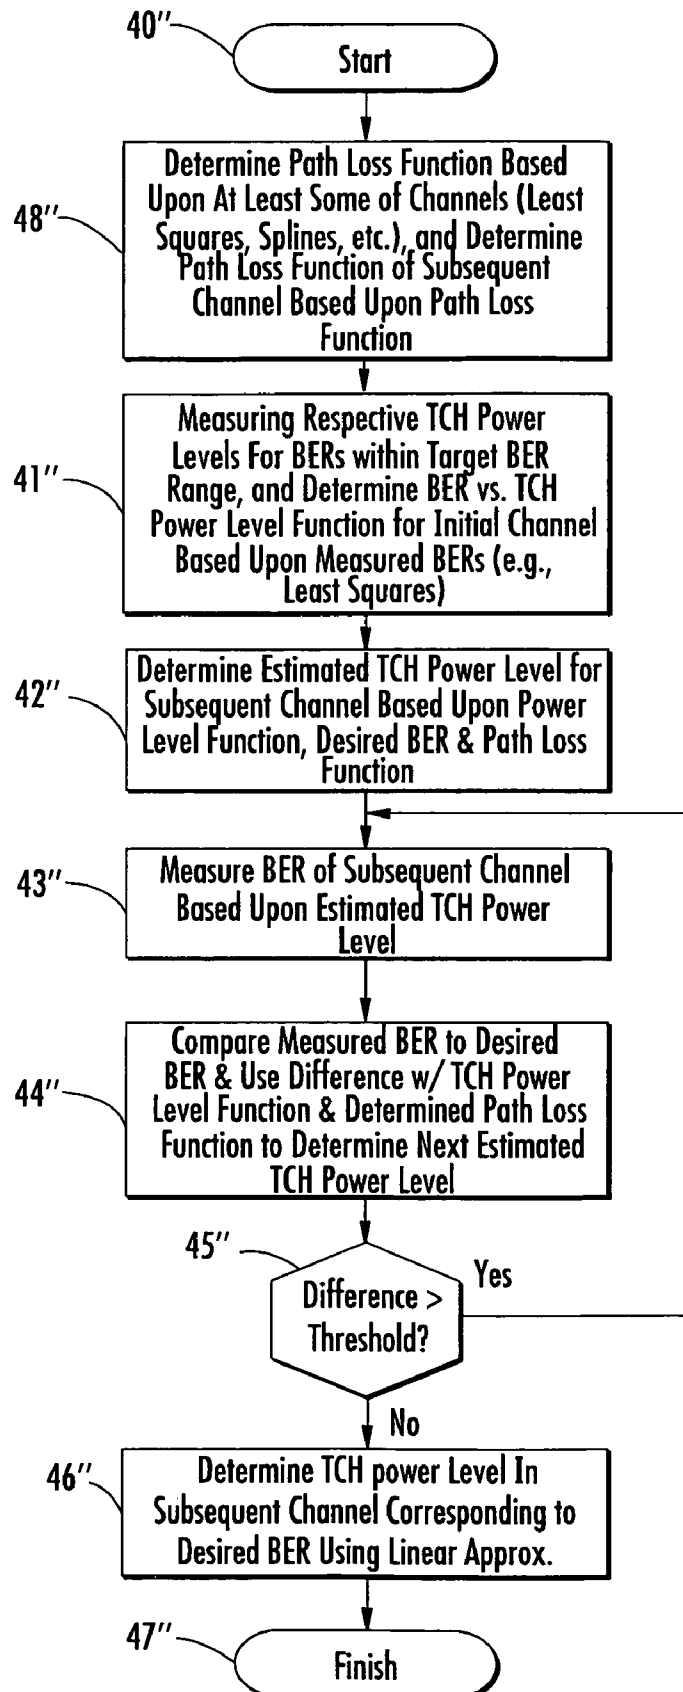 40"
Start
48"
Determine Path Loss Function Based
Upon At Least Some of Channels (Least
Squares, Splines, etc.), and Determine
Path Loss Function of Subsequent
Channel Based Upon Path Loss
Function
41"
Measuring Respective TCH Power
Levels For BERs within Target BER
Range, and Determine BER vs. TCH
Power Level Function for Initial Channel
Based Upon Measured BERs (e.g.,
Least Squares)
42"
Determine Estimated TCH Power Level for
Subsequent Channel Based Upon Power
Level Function, Desired BER & Path Loss
Function
43"
Measure BER of Subsequent Channel
Based Upon Estimated TCH Power
Level
44"
Compare Measured BER to Desired
BER & Use Difference w/ TCH Power
Level Function & Determined Path Loss
Function to Determine Next Estimated
TCH Power Level
45"
Difference >
Threshold?
Yes
No
46"
Determine TCH power Level In
Subsequent Channel Corresponding to
Desired BER Using Linear Approx.
47"
Finish